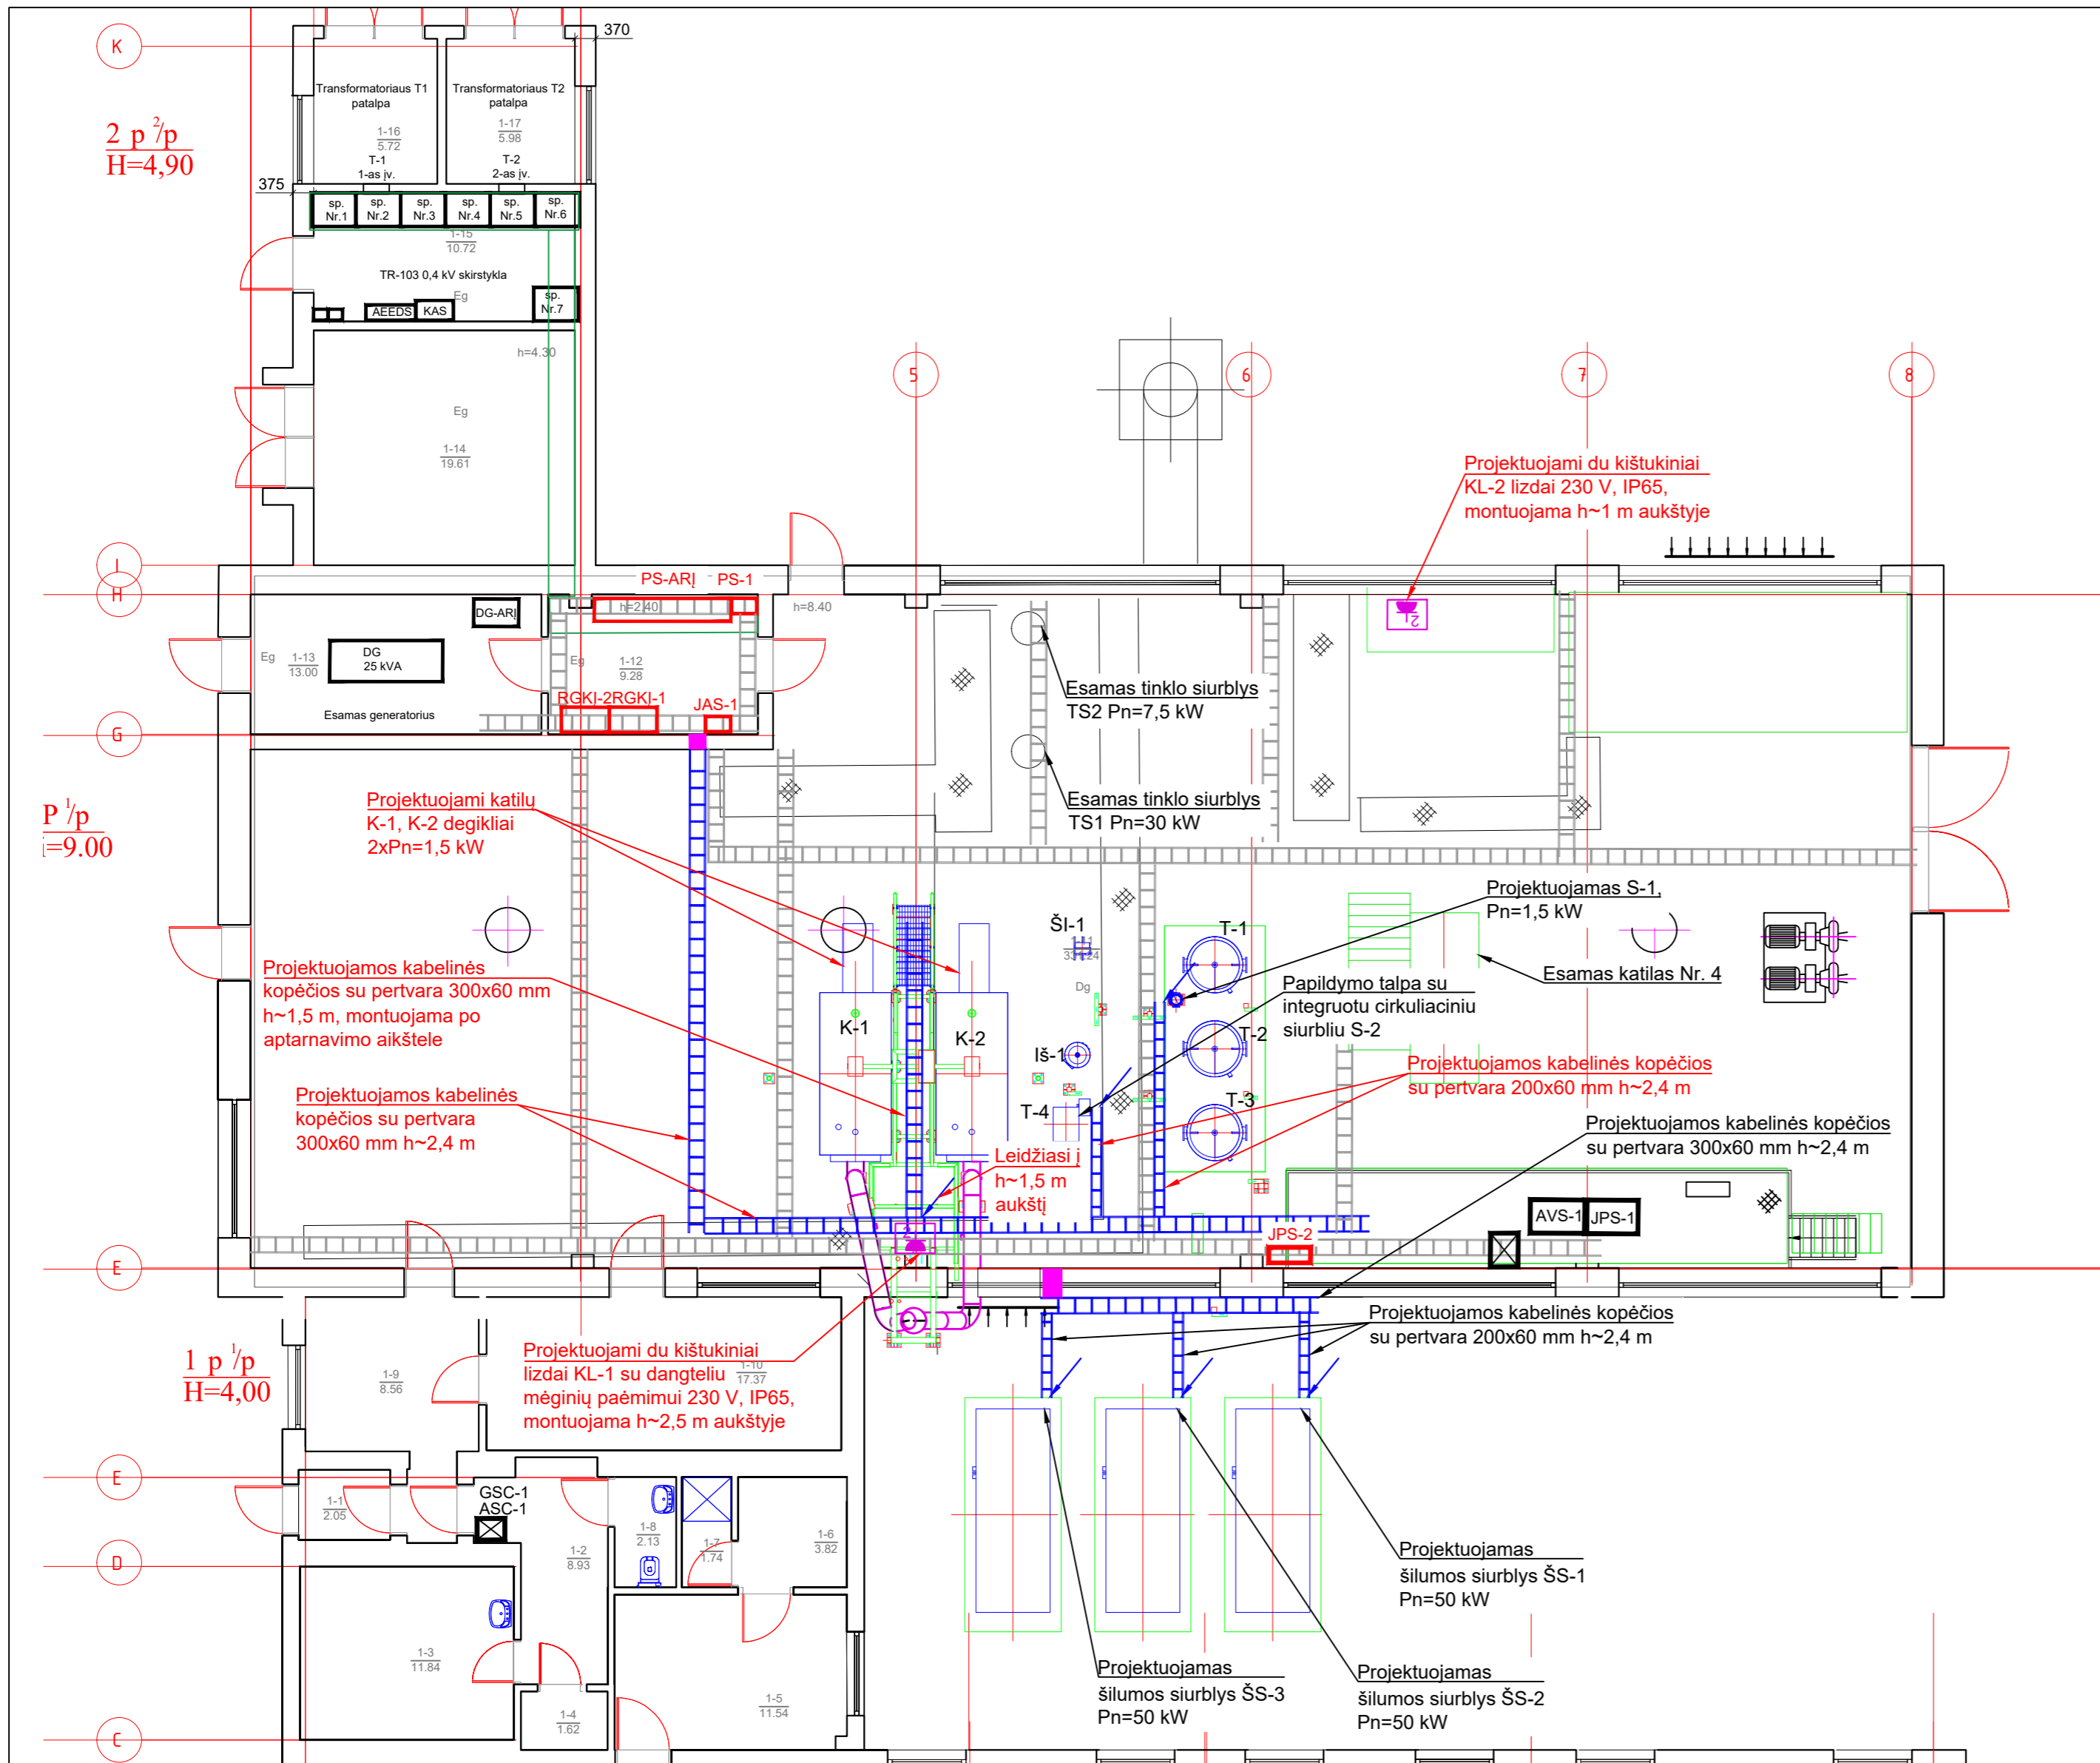 K
370
Transformatoriaus T1
patalpa
1-16
5.72
T-1
1-as įv.
Transformatoriaus T2
patalpa
1-17
5.98
T-2
2-as įv.
2 p 2/p
H=4,90
375
sp.
Nr.1
sp.
Nr.2
sp.
Nr.3
sp.
Nr.4
sp.
Nr.5
sp.
Nr.6
1-15
10.72
TR-103 0,4 kV skirstykla
Eg
AEEDS
KAS
sp.
Nr.7
h=4.30
Eg
1-14
19.61
5
6
7
8
Projektuojami du kištukiniai
KL-2 lizdai 230 V, IP65,
montuojama h~1 m aukštyje
I
H
PS-ARĮ
PS-1
h=2.40
h=8.40
DG-ARĮ
DG
25 kVA
Eg
1-13
13.00
Esamas generatorius
Eg
1-12
9.28
RGKĮ-2
RGKĮ-1
JAS-1
2
G
Esamas tinklo siurblys
TS2 Pn=7,5 kW
Esamas tinklo siurblys
TS1 Pn=30 kW
P 1/p
=9.00
Projektuojami katilų
K-1, K-2 degikliai
2xPn=1,5 kW
Projektuojamas S-1,
Pn=1,5 kW
ŠI-1
Dg
T-1
Esamas katilas Nr. 4
Projektuojamos kabelinės
kopėčios su pertvara 300x60 mm
h~1,5 m, montuojama po
aptarnavimo aikštele
Papildymo talpa su
integruotu cirkuliaciniu
siurbliu S-2
K-1
K-2
Iš-1
T-2
Projektuojamos kabelinės kopėčios
su pertvara 200x60 mm h~2,4 m
Projektuojamos kabelinės
kopėčios su pertvara
300x60 mm h~2,4 m
T-4
T-3
Projektuojamos kabelinės kopėčios
su pertvara 300x60 mm h~2,4 m
Leidžiasi į
h~1,5 m
aukštį
AVS-1
JPS-1
2
JPS-2
E
Projektuojamos kabelinės kopėčios
su pertvara 200x60 mm h~2,4 m
1 p 1/p
H=4,00
1-9
8.56
1-10
17.37
Projektuojami du kištukiniai
lizdai KL-1 su dangteliu
mėginių paėmimui 230 V, IP65,
montuojama h~2,5 m aukštyje
E
1-1
2.05
GSC-1
ASC-1
1-2
8.93
1-8
2.13
1-7
1.74
1-6
3.82
D
Projektuojamas
šilumos siurblys ŠS-1
Pn=50 kW
1-3
11.84
Projektuojamas
šilumos siurblys ŠS-3
Pn=50 kW
Projektuojamas
šilumos siurblys ŠS-2
Pn=50 kW
1-4
1.62
1-5
11.54
C